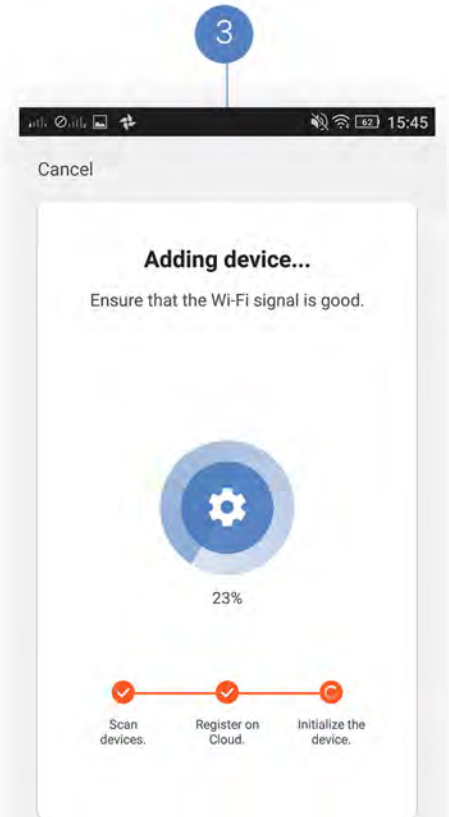 3
62 15:45
Cancel
Adding device...
Ensure that the Wi-Fi signal is good.
23%
Scan
devices.
Register on
Cloud.
Initialize the
device.